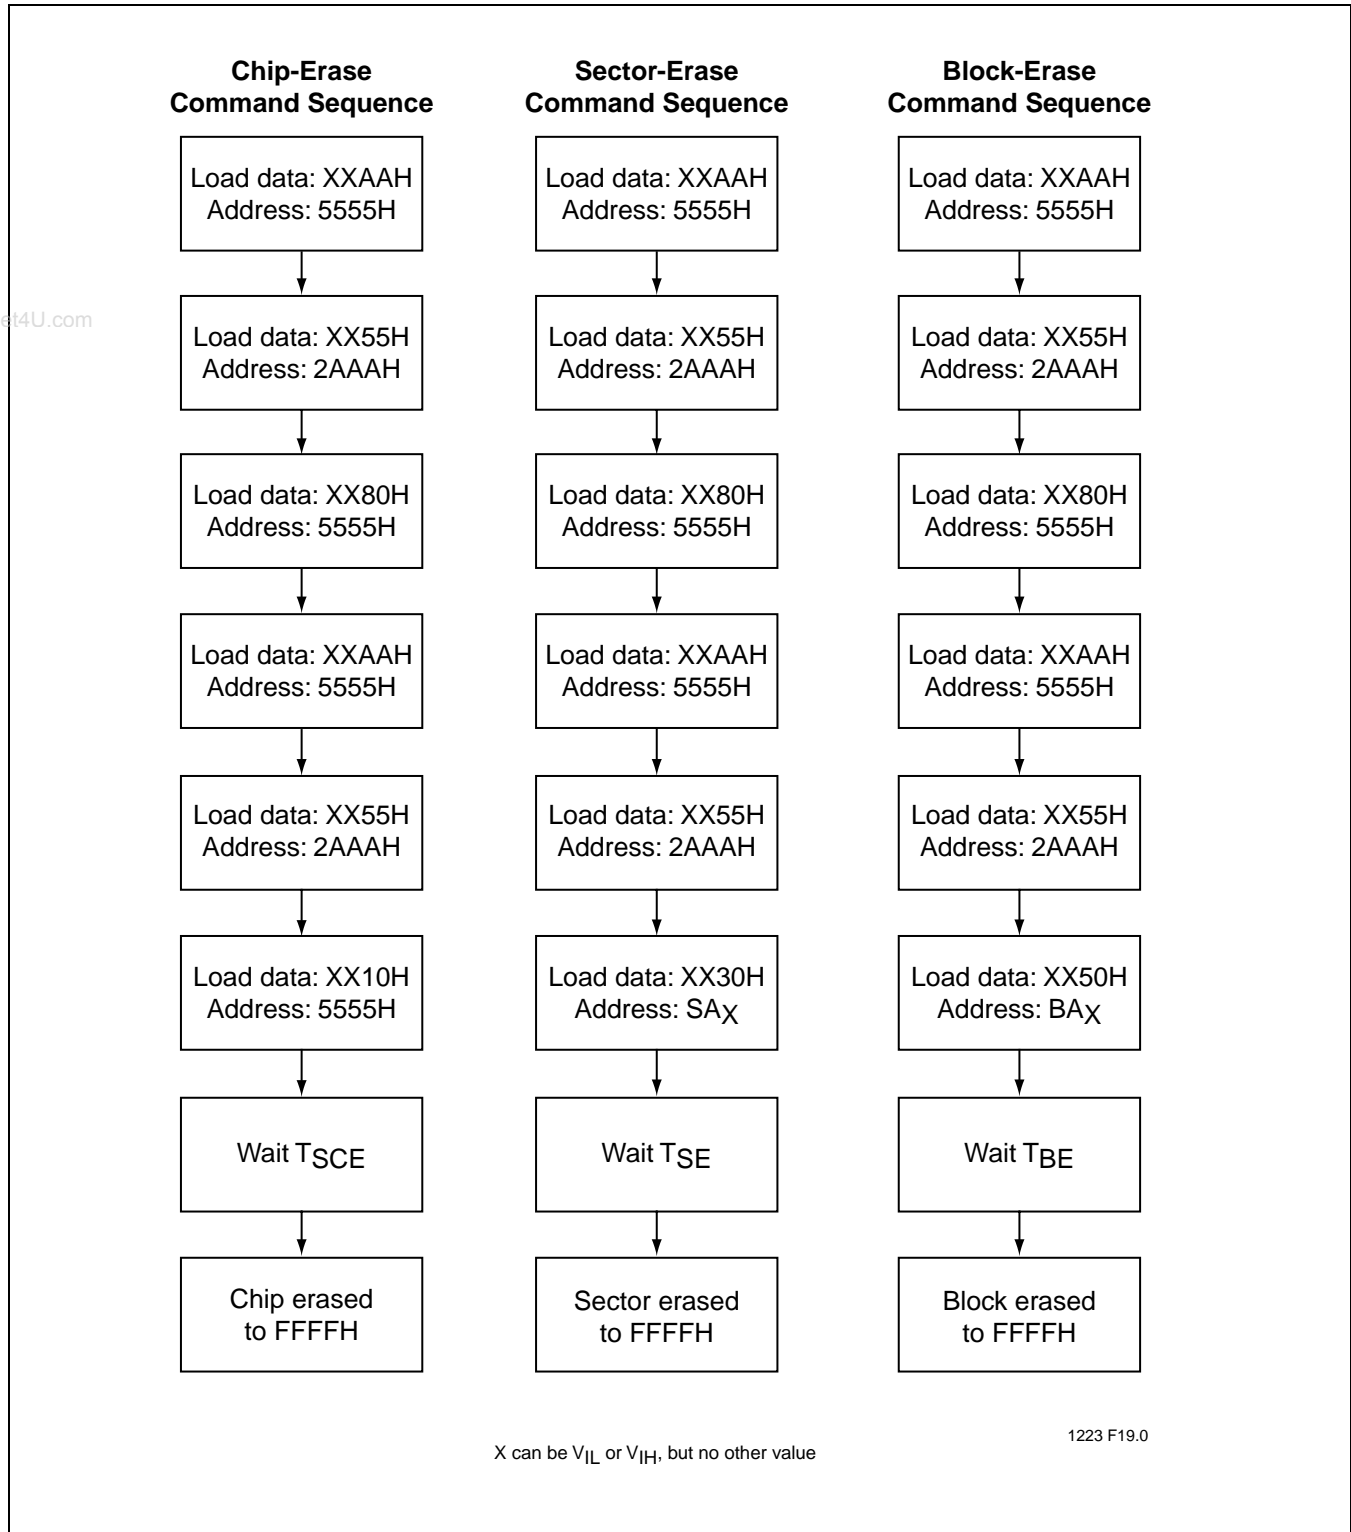 Chip-Erase
Command Sequence
Load data: XXAAH
Address: 5555H
Load data: XX55H
Address: 2AAAH
Load data: XX80H
Address: 5555H
Load data: XXAAH
Address: 5555H
Load data: XX55H
Address: 2AAAH
Load data: XX10H
Address: 5555H
Wait TSCE
Chip erased
to FFFFH
Sector-Erase
Command Sequence
Load data: XXAAH
Address: 5555H
Load data: XX55H
Address: 2AAAH
Load data: XX80H
Address: 5555H
Load data: XXAAH
Address: 5555H
Load data: XX55H
Address: 2AAAH
Load data: XX30H
Address: SAX
Wait TSE
Sector erased
to FFFFH
Block-Erase
Command Sequence
Load data: XXAAH
Address: 5555H
Load data: XX55H
Address: 2AAAH
Load data: XX80H
Address: 5555H
Load data: XXAAH
Address: 5555H
Load data: XX55H
Address: 2AAAH
Load data: XX50H
Address: BAX
Wait TBE
Block erased
to FFFFH
et4U.com
1223 F19.0
X can be VIL or VIH, but no other value